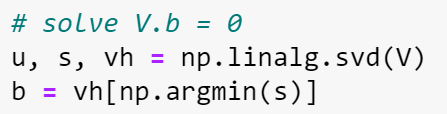 # solve V.b = 0
u, s, vh = np.linalg.svd(V)
b = vh[np.argmin(s)]